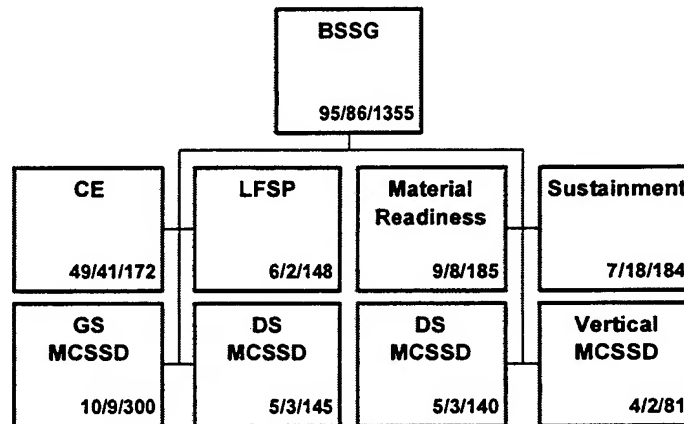 BSSG
95/86/1355
CE
49/41/172
LFSP
6/2/148
Material
Readiness
9/8/185
Sustainment
7/18/184
GS
MCSSD
10/9/300
DS
MCSSD
5/3/145
DS
MCSSD
5/3/140
Vertical
MCSSD
4/2/81